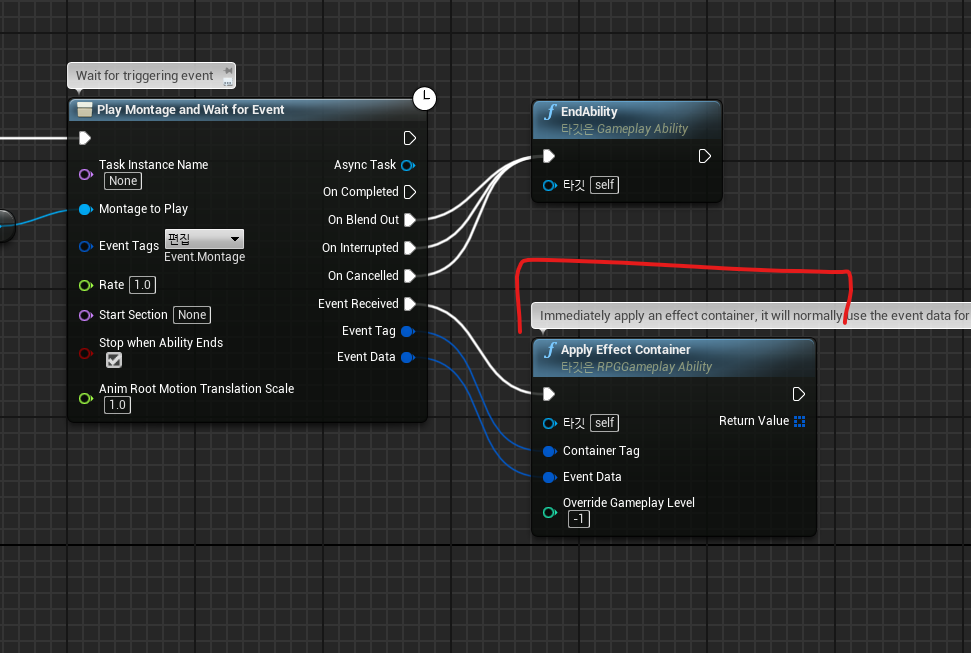 Wait for triggering event
Play Montage and Wait for Event
Task Instance Name
None
Montage to Play
Event Tags
편집
Event.Montage
Rate
1.0
Start Section
None
Stop when Ability Ends
Anim Root Motion Translation Scale
1.0
Async Task
On Completed
On Blend Out
On Interrupted
On Cancelled
Event Received
Event Tag
Event Data
EndAbility
타깃은 Gameplay Ability
타깃
self
Immediately apply an effect container, it will normally use the event data for
Apply Effect Container
타깃은 RPGGameplay Ability
타깃
self
Return Value
Container Tag
Event Data
Override Gameplay Level
-1